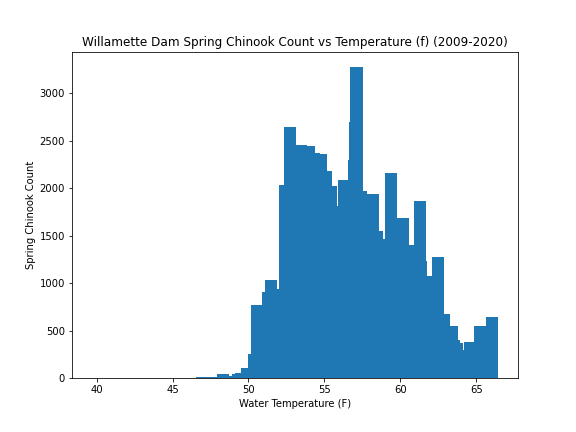 Willamette Dam Spring Chinook Count vs Temperature (f) (2009-2020)
Spring Chinook Count
3000
2500
2000
1500
1000
500
0
40 45 50 55 60 65
Water Temperature (F)